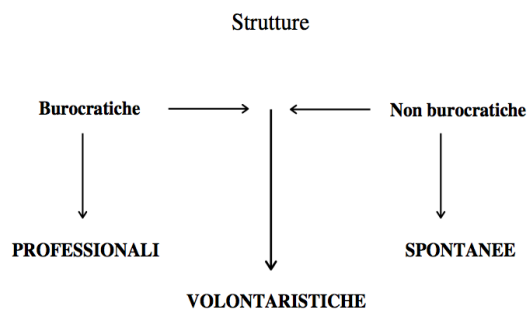 Strutture
Burocratiche
Non burocratiche
PROFESSIONALI
SPONTANEE
VOLONTARISTICHE